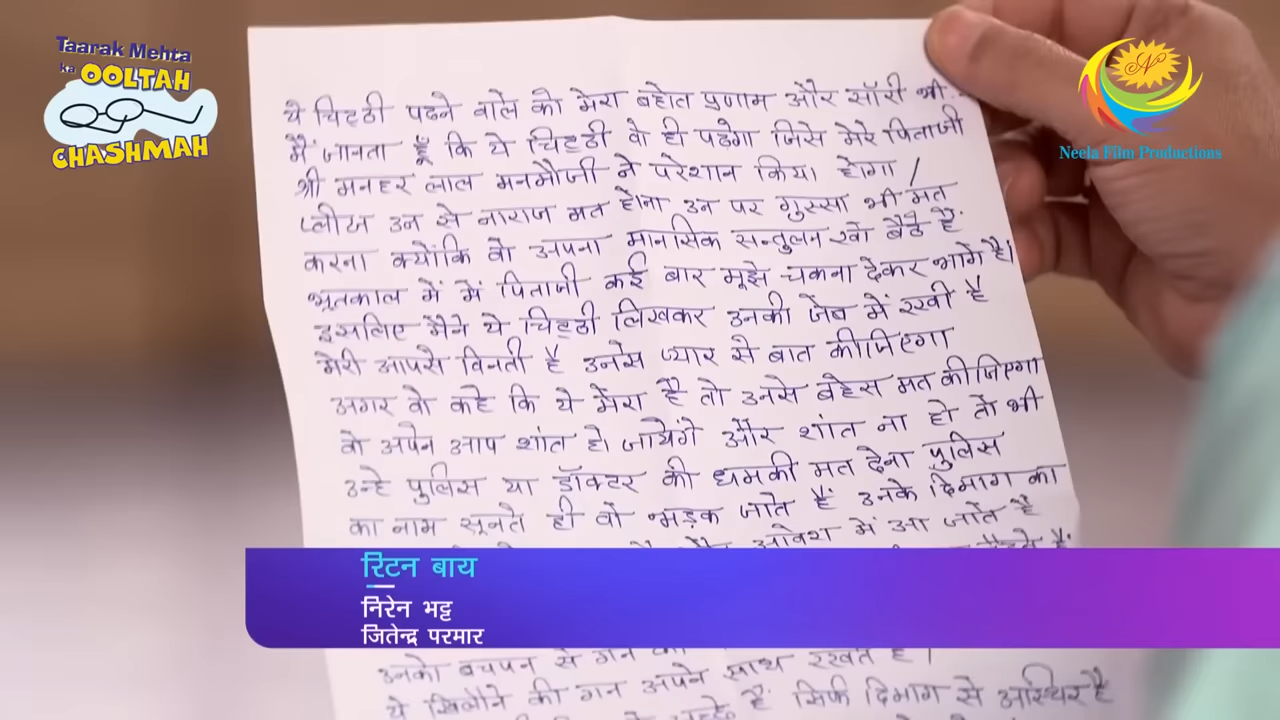 Taarak Mehta
ka OOLTAH
CHASHMAH
Neela Film Productions
ये चिट्ठी पढने वाले को मेरा बहोत प्रणाम और सॉरी भी
मैं जानता हूँ कि ये चिट्ठी वो ही पढेगा जिसे मेरे पिताजी
श्री मनहर लाल मनमौजी ने परेशान किया होगा/
प्लीज उन से नाराज मत होना उन पर गुस्सा भी मत
करना क्योंकि वो अपना मानसिक सन्तुलन खो बैठे हैं
भूतकाल में में पिताजी कई बार मूझे चकमा देकर भागे है।
इसलिए मैने ये चिट्ठी लिखकर उनकी जेब में रखी है
मेरी आपसे विनती है उनसे प्यार से बात कीजिएगा
अगर वो कहे कि ये मेरा है तो उनसे बहेस मत कीजिएगा
वो अपने आप शांत हो जायेंगे और शांत ना हो तो भी
उन्हे पुलिस या डॉक्टर की धमकी मत देना पुलिस
का नाम सूनते ही वो भड़क जाते हैं उनके दिमाग का
आवेश में आ जाते है
रिटन बाय
निरेन भट्ट
जितेन्द्र परमार
उनको बचपन से गन
ये खिलौने की गन अपने साथ रखते है।
है सिर्फ दिमाग से अस्थिर है